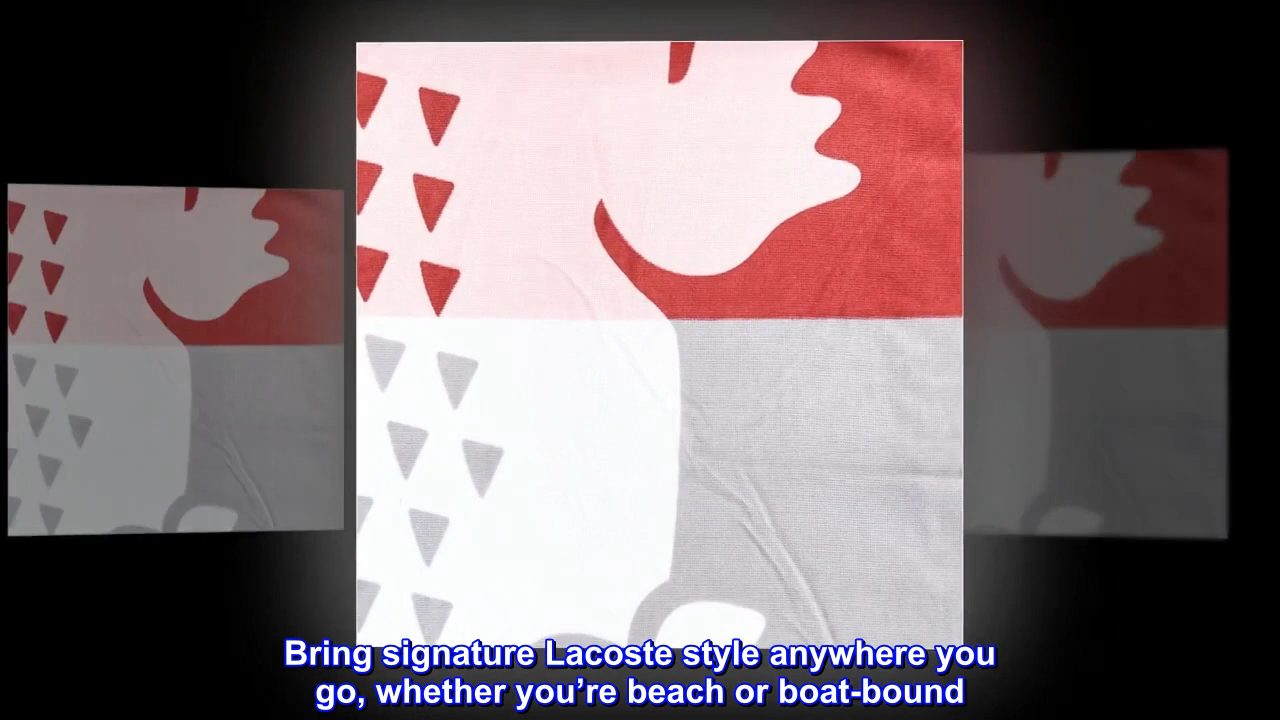 Bring signature Lacoste style anywhere you
go, whether you’re beach or boat-bound